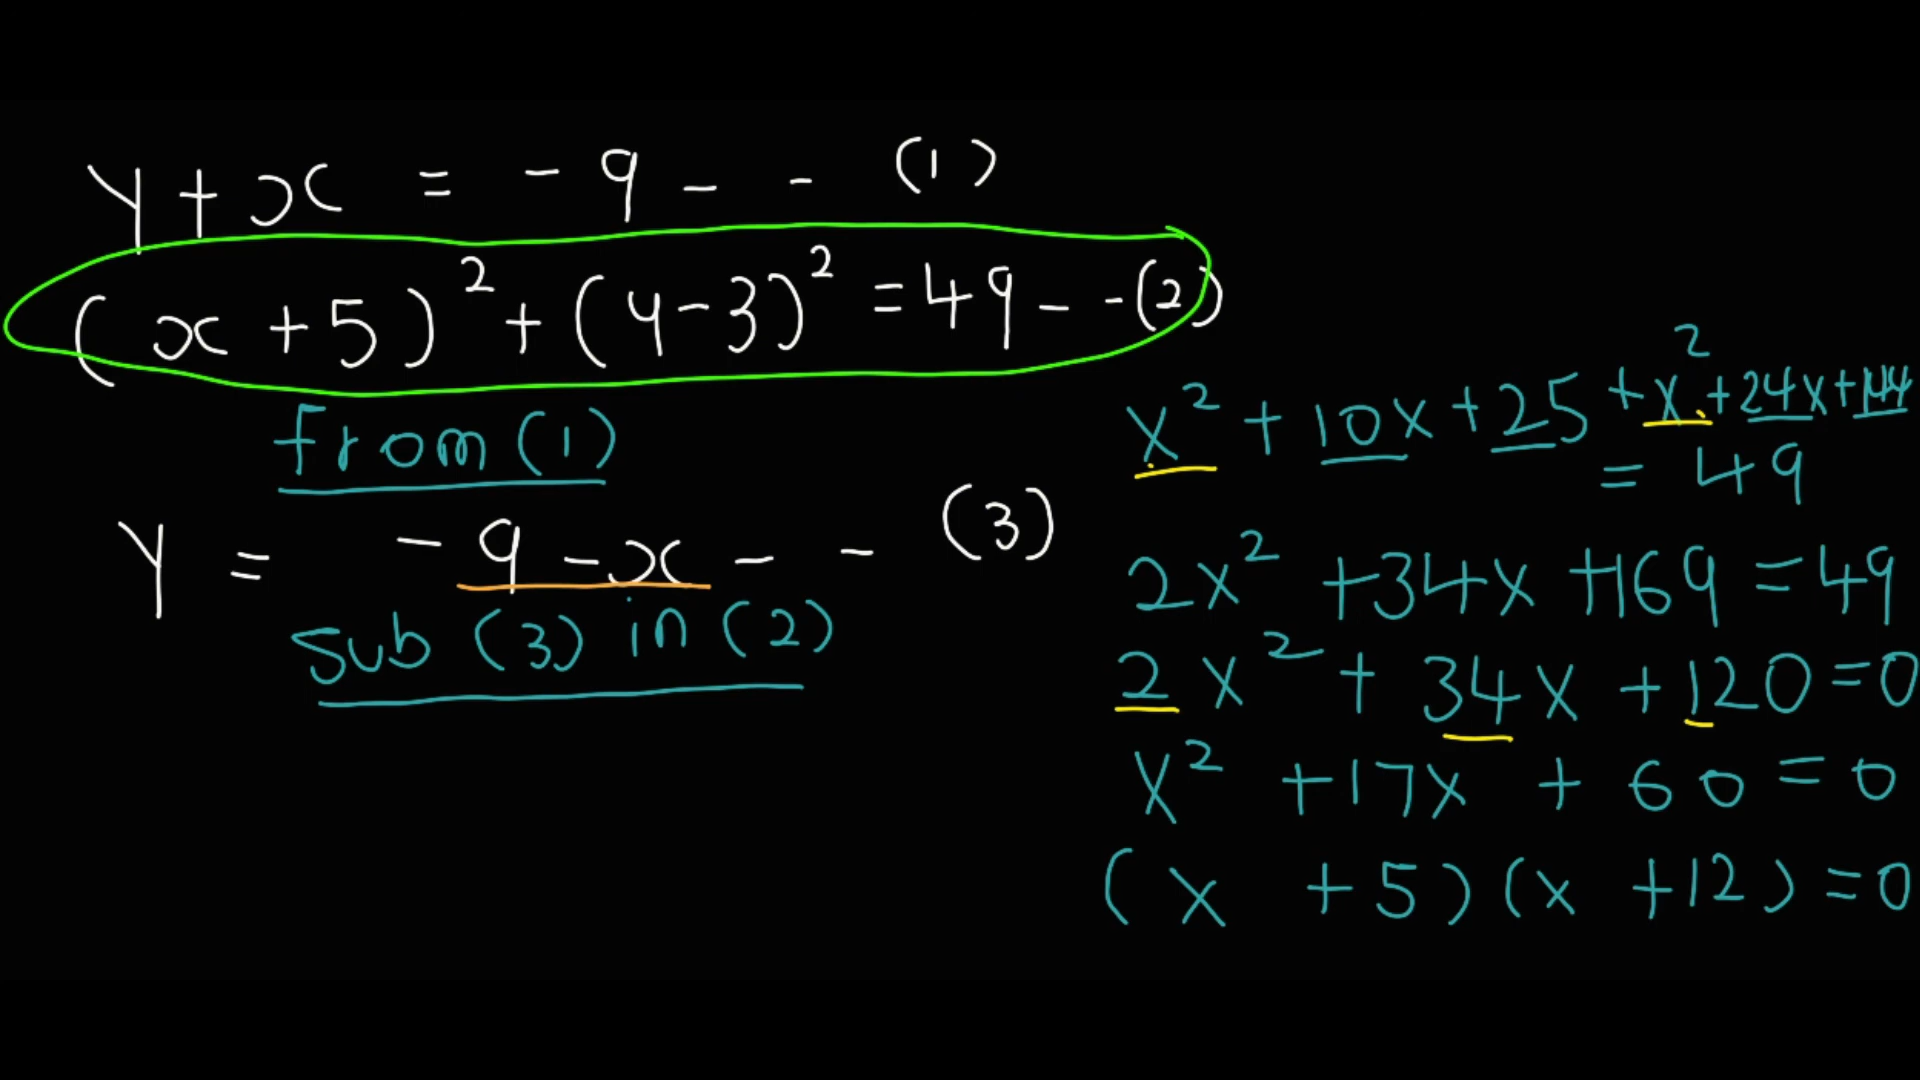 y + x = - 9 - - (1)
(x + 5)² + (y - 3)² = 49 - - (2)
from (1)
y = - 9 - x - - (3)
Sub (3) in (2)
x² + 10x + 25 + x² + 24x + 144
= 49
2x² + 34x + 169 = 49
2x² + 34x + 120 = 0
x² + 17x + 60 = 0
(x + 5)(x + 12) = 0